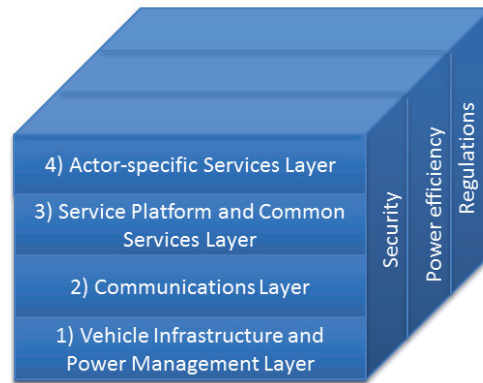 4) Actor-specific Services Layer
3) Service Platform and Common
Services Layer
2) Communications Layer
1) Vehicle Infrastructure and
Power Management Layer
Security
Power efficiency
Regulations